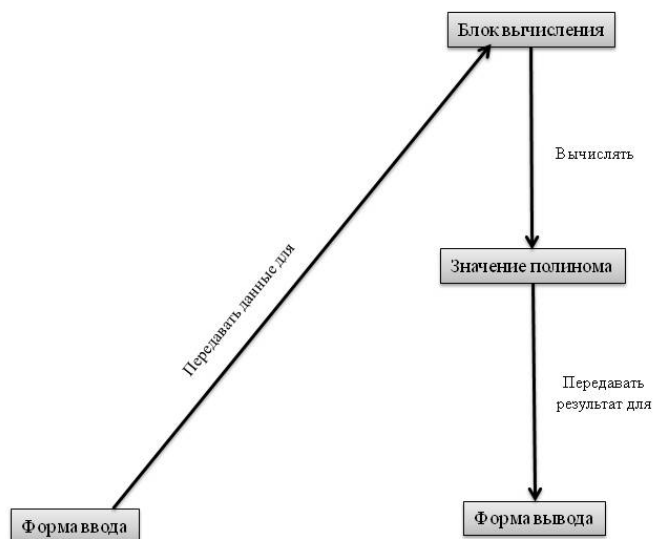 Блок вычисления
Вычислять
Передавать данные для
Значение полинома
Передавать
результат для
Форма ввода
Форма вывода